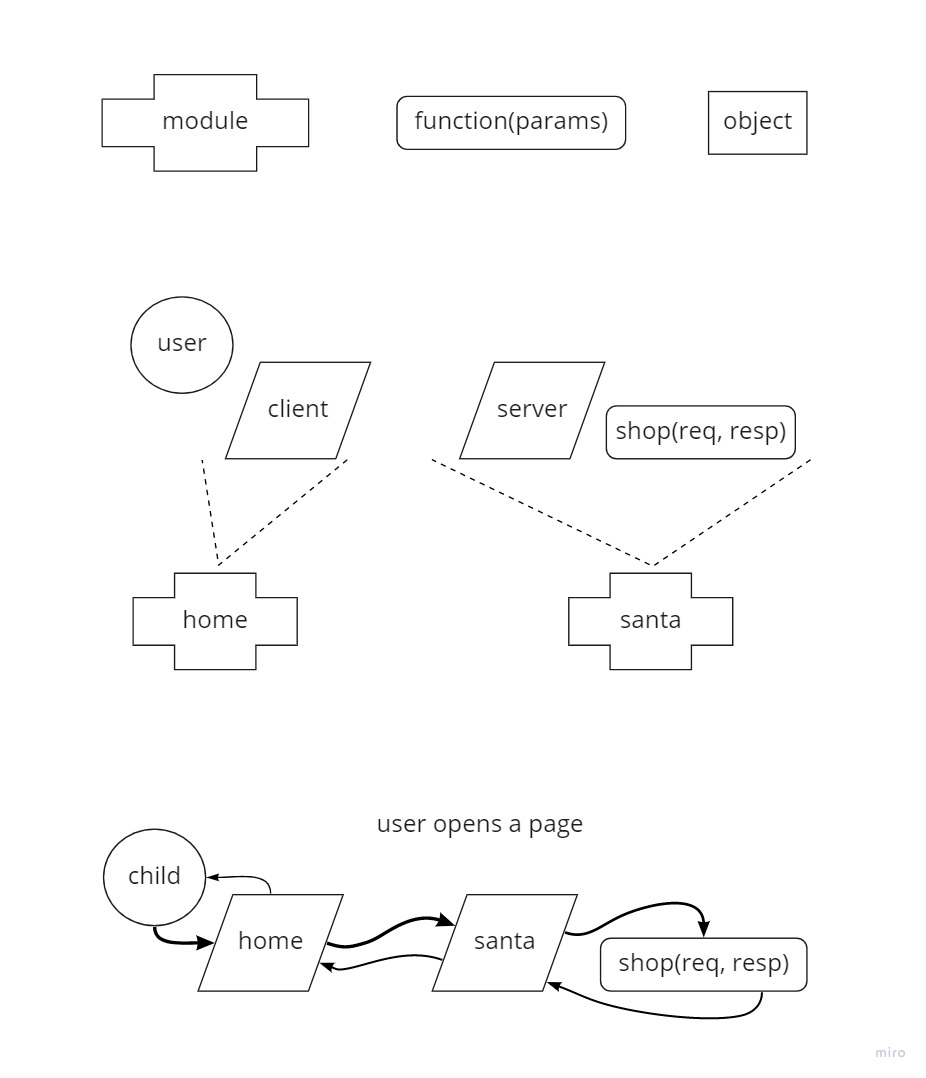 module
function(params)
object
user
client
server
shop(req, resp)
home
santa
user opens a page
child
home
santa
shop(req, resp)
miro